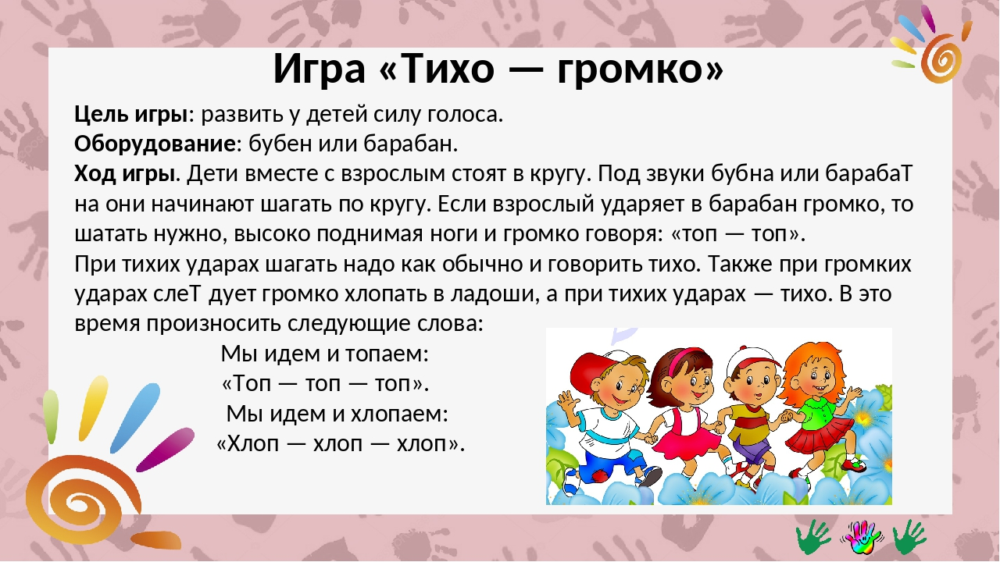 Игра «Тихо — громко»
Цель игры: развить у детей силу голоса.
Оборудование: бубен или барабан.
Ход игры. Дети вместе с взрослым стоят в кругу. Под звуки бубна или барабаТ
на они начинают шагать по кругу. Если взрослый ударяет в барабан громко, то
шатать нужно, высоко поднимая ноги и громко говоря: «топ — топ».
При тихих ударах шагать надо как обычно и говорить тихо. Также при громких
ударах слеТ дует громко хлопать в ладоши, а при тихих ударах — тихо. В это
время произносить следующие слова:
Мы идем и топаем:
«Топ — топ — топ».
Мы идем и хлопаем:
«Хлоп — хлоп — хлоп».